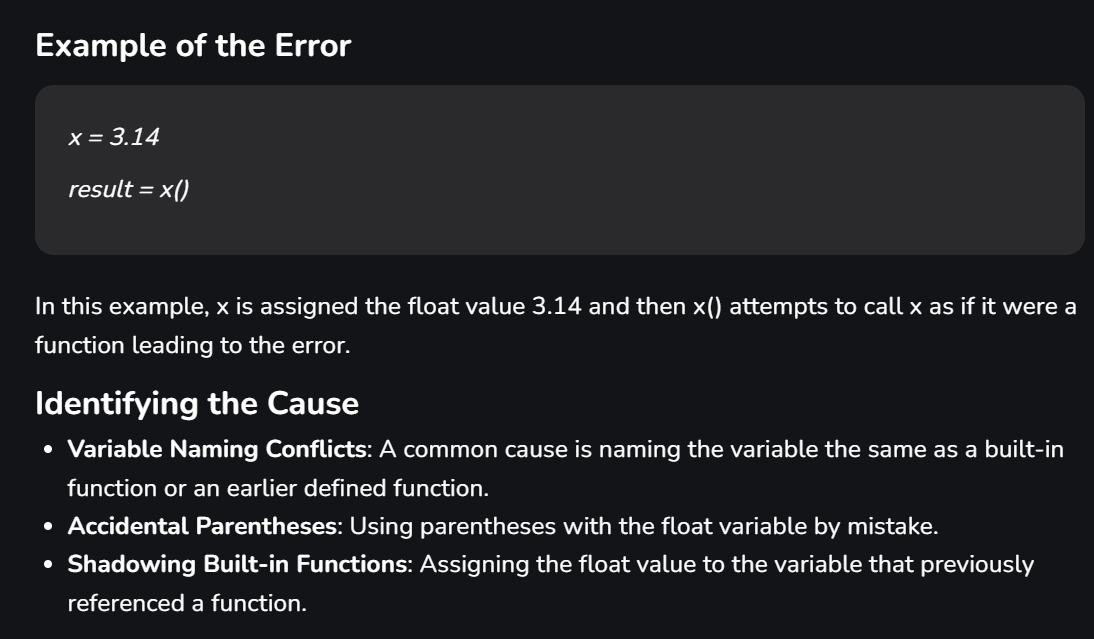 Example of the Error
x = 3.14
result = x()
In this example, x is assigned the float value 3.14 and then x() attempts to call x as if it were a
function leading to the error.
Identifying the Cause
• Variable Naming Conflicts: A common cause is naming the variable the same as a built-in
function or an earlier defined function.
• Accidental Parentheses: Using parentheses with the float variable by mistake.
• Shadowing Built-in Functions: Assigning the float value to the variable that previously
referenced a function.